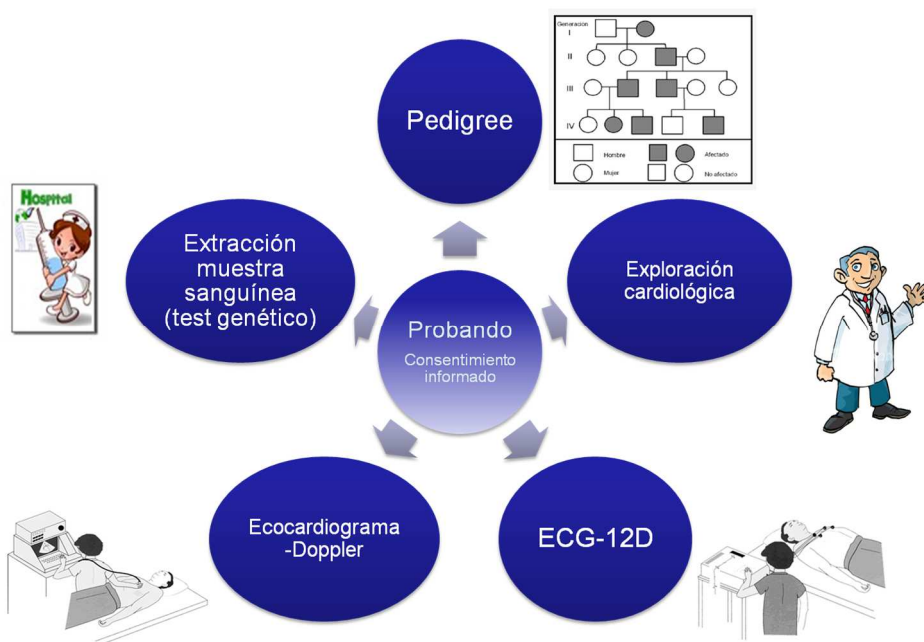 Generación
I
II
III
IV
Hombre
Afectado
Mujer
No afectado
Pedigree
Hospital
Extracción
muestra
sanguínea
(test genético)
Exploración
cardiológica
Probando
Consentimiento
informado
Ecocardiograma
-Doppler
ECG-12D